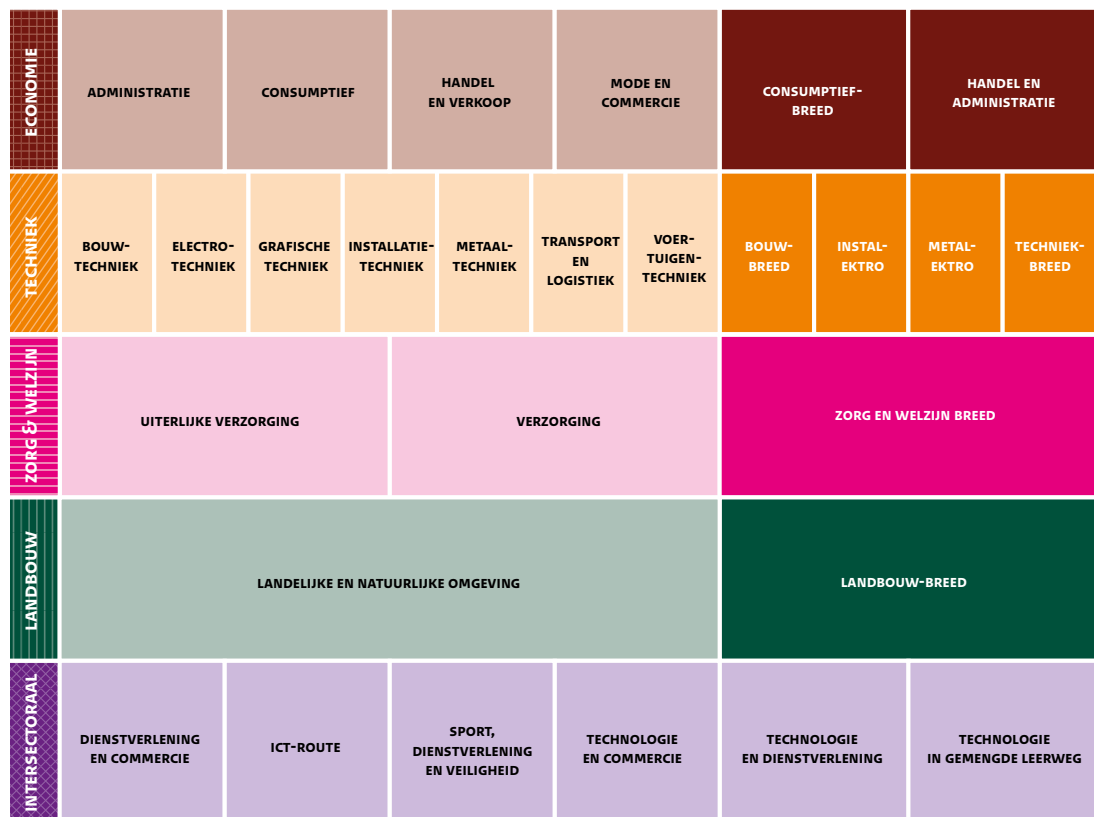 ECONOMIE
ADMINISTRATIE
CONSUMPTIEF
HANDEL
EN VERKOOP
MODE EN
COMMERCIE
CONSUMPTIEF-
BREED
HANDEL EN
ADMINISTRATIE
TECHNIEK
BOUW-
TECHNIEK
ELECTRO-
TECHNIEK
GRAFISCHE
TECHNIEK
INSTALLATIE-
TECHNIEK
METAAL-
TECHNIEK
TRANSPORT
EN
LOGISTIEK
VOER-
TUIGEN-
TECHNIEK
BOUW-
BREED
INSTAL-
EKTRO
METAL-
EKTRO
TECHNIEK-
BREED
ZORG & WELZIJN
UITERLIJKE VERZORGING
VERZORGING
ZORG EN WELZIJN BREED
LANDBOUW
LANDELIJKE EN NATUURLIJKE OMGEVING
LANDBOUW-BREED
INTERSECTORAAL
DIENSTVERLENING
EN COMMERCIE
ICT-ROUTE
SPORT,
DIENSTVERLENING
EN VEILIGHEID
TECHNOLOGIE
EN COMMERCIE
TECHNOLOGIE
EN DIENSTVERLENING
TECHNOLOGIE
IN GEMENGDE LEERWEG